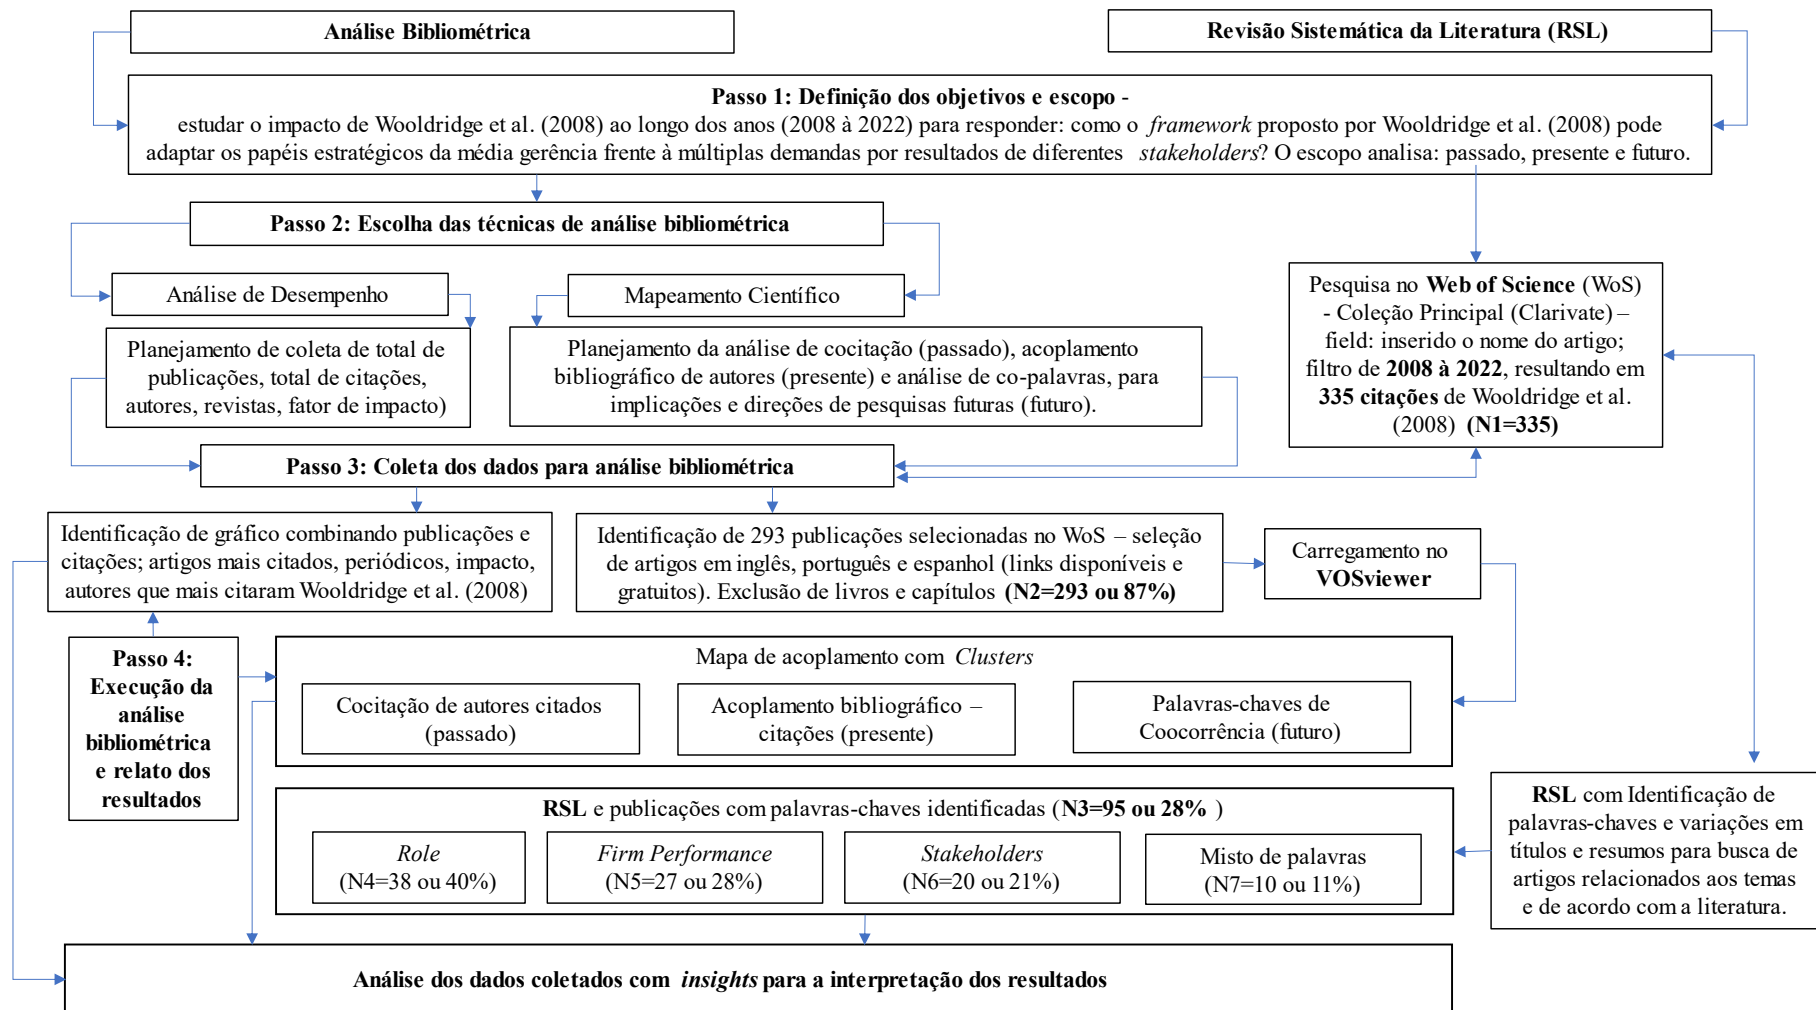 Análise Bibliométrica
Revisão Sistemática da Literatura (RSL)
Passo 1: Definição dos objetivos e escopo -
estudar o impacto de Wooldridge et al. (2008) ao longo dos anos (2008 à 2022) para responder: como o framework proposto por Wooldridge et al. (2008) pode
adaptar os papéis estratégicos da média gerência frente à múltiplas demandas por resultados de diferentes stakeholders? O escopo analisa: passado, presente e futuro.
Passo 2: Escolha das técnicas de análise bibliométrica
Análise de Desempenho
Mapeamento Científico
Planejamento de coleta de total de
publicações, total de citações,
autores, revistas, fator de impacto)
Planejamento da análise de cocitação (passado), acoplamento
bibliográfico de autores (presente) e análise de co-palavras, para
implicações e direções de pesquisas futuras (futuro).
Pesquisa no Web of Science (WoS)
- Coleção Principal (Clarivate) –
field: inserido o nome do artigo;
filtro de 2008 à 2022, resultando em
335 citações de Wooldridge et al.
(2008) (N1=335)
Passo 3: Coleta dos dados para análise bibliométrica
Identificação de gráfico combinando publicações e
citações; artigos mais citados, periódicos, impacto,
autores que mais citaram Wooldridge et al. (2008)
Identificação de 293 publicações selecionadas no WoS – seleção
de artigos em inglês, português e espanhol (links disponíveis e
gratuitos). Exclusão de livros e capítulos (N2=293 ou 87%)
Carregamento no
VOSviewer
Passo 4:
Execução da
análise
bibliométrica
e relato dos
resultados
Mapa de acoplamento com Clusters
Cocitação de autores citados
(passado)
Acoplamento bibliográfico –
citações (presente)
Palavras-chaves de
Coocorrência (futuro)
RSL e publicações com palavras-chaves identificadas (N3=95 ou 28% )
Role
(N4=38 ou 40%)
Firm Performance
(N5=27 ou 28%)
Stakeholders
(N6=20 ou 21%)
Misto de palavras
(N7=10 ou 11%)
RSL com Identificação de
palavras-chaves e variações em
títulos e resumos para busca de
artigos relacionados aos temas
e de acordo com a literatura.
Análise dos dados coletados com insights para a interpretação dos resultados